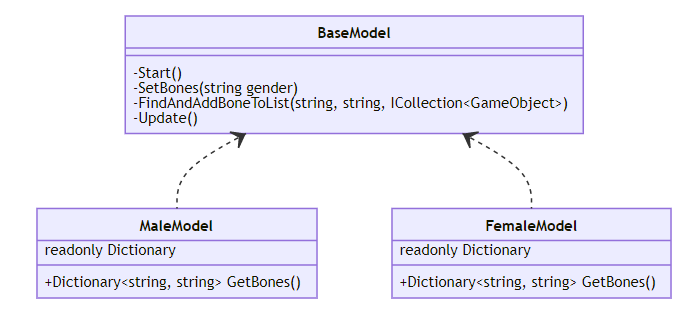 BaseModel
-Start()
-SetBones(string gender)
-FindAndAddBoneToList(string, string, ICollection<GameObject>)
-Update()
MaleModel
readonly Dictionary
+Dictionary<string, string> GetBones()
FemaleModel
readonly Dictionary
+Dictionary<string, string> GetBones()